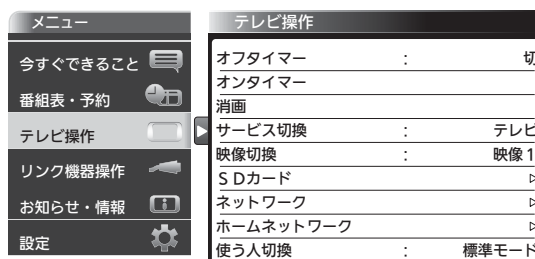 メニュー
今すぐできること
番組表・予約
テレビ操作
リンク機器操作
お知らせ・情報
設定
テレビ操作
オフタイマー : 切
オンタイマー
消画
サービス切換 : テレビ
映像切換 : 映像1
SDカード
ネットワーク
ホームネットワーク
使う人切換 : 標準モード